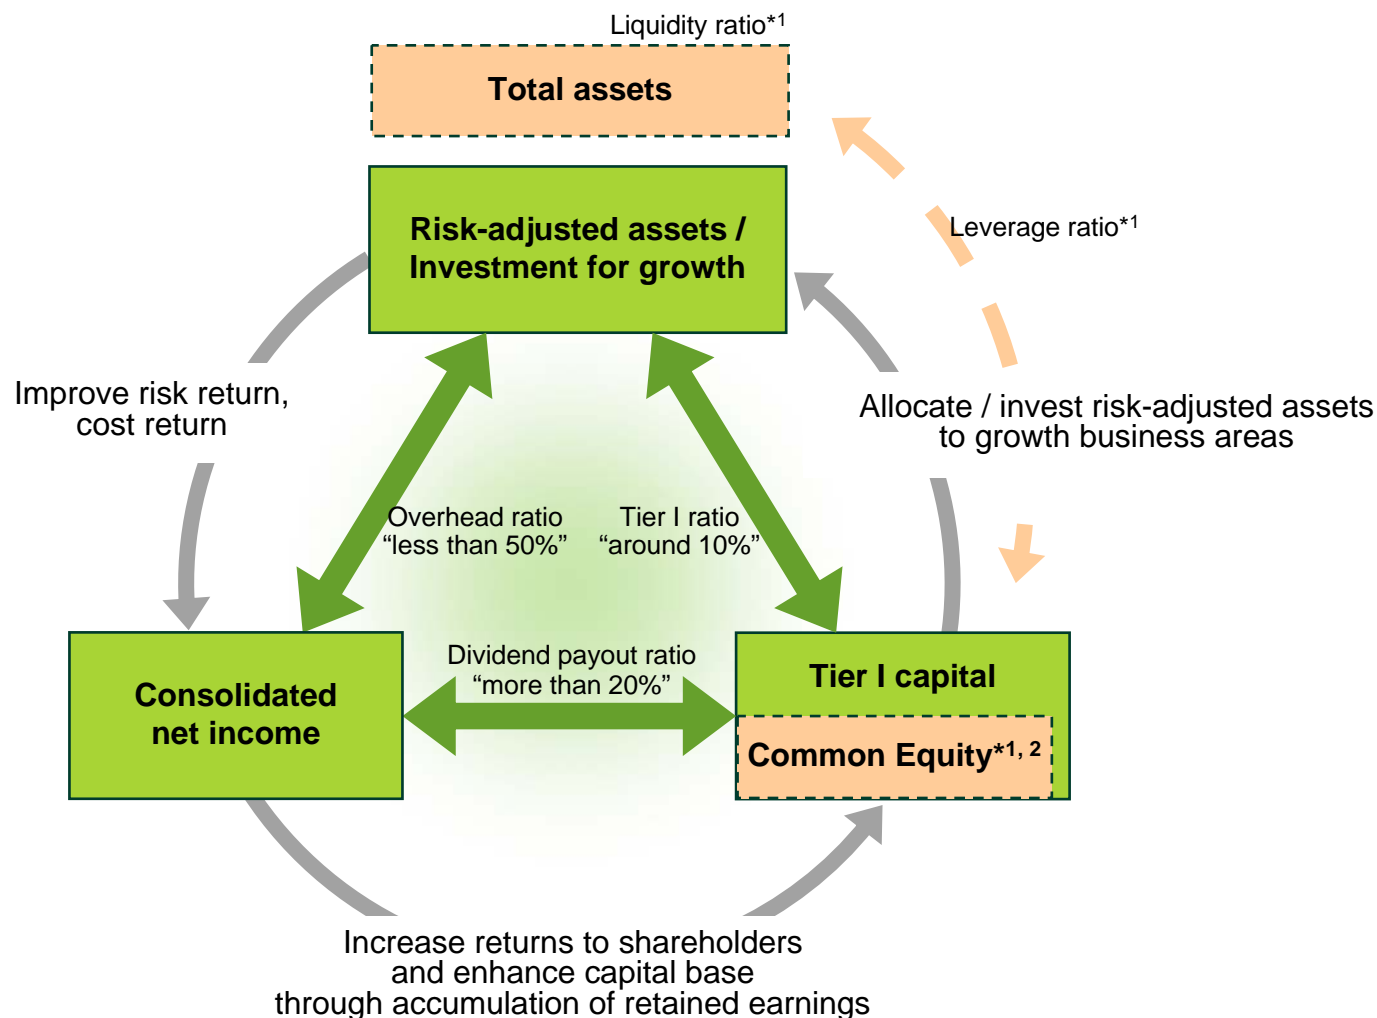 Liquidity ratio*1
Total assets
Risk-adjusted assets /
Investment for growth
Leverage ratio*1
Improve risk return,
cost return
Allocate / invest risk-adjusted assets
to growth business areas
Overhead ratio
“less than 50%”
Tier I ratio
“around 10%”
Consolidated
net income
Dividend payout ratio
“more than 20%”
Tier I capital
Common Equity*1, 2
Increase returns to shareholders
and enhance capital base
through accumulation of retained earnings